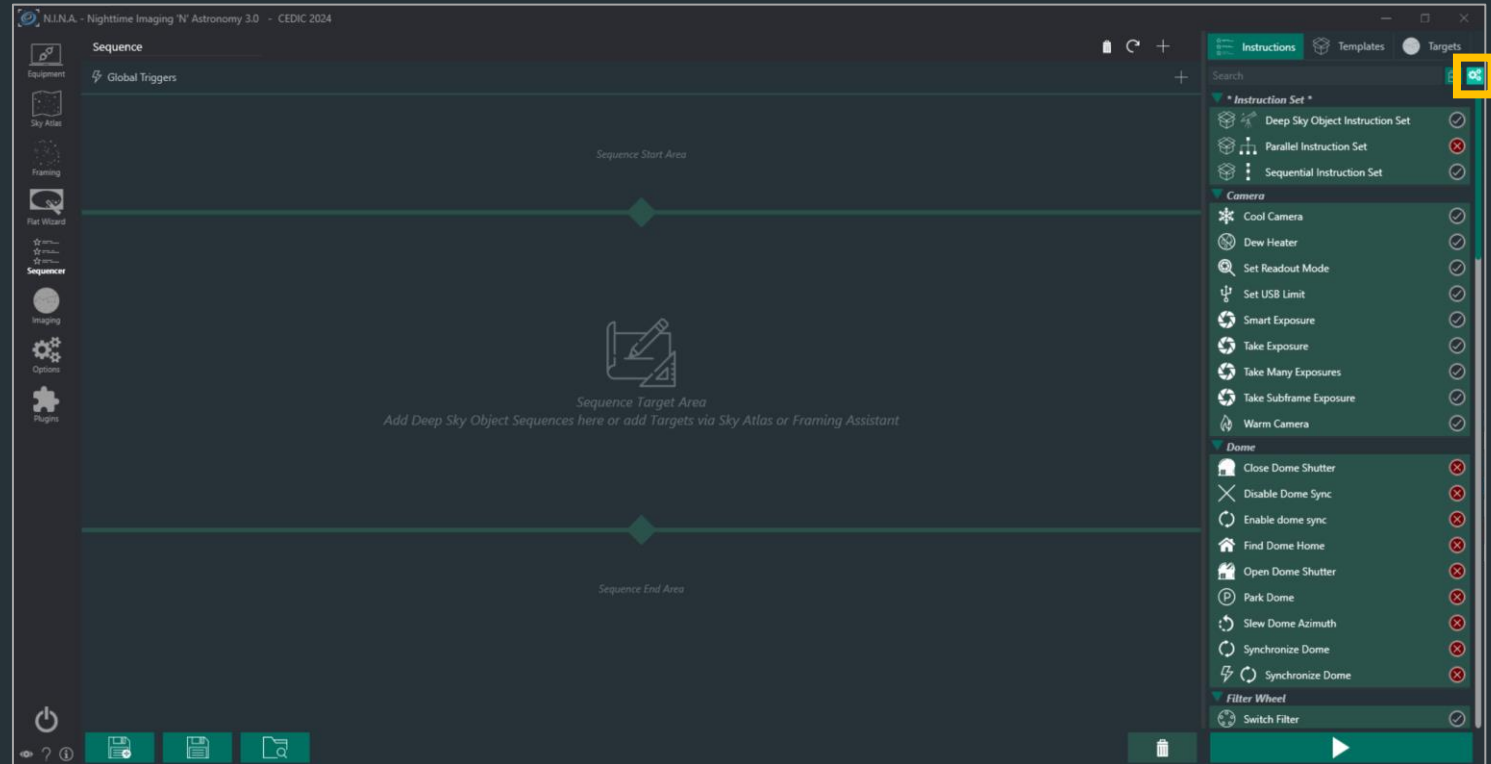 N.I.N.A. - Nighttime Imaging 'N' Astronomy 3.0 - CEDIC 2024
Equipment
Sky Atlas
Framing
Flat Wizard
Sequencer
Imaging
Options
Plugins
Sequence
Global Triggers
Sequence Start Area
Sequence Target Area
Add Deep Sky Object Sequences here or add Targets via Sky Atlas or Framing Assistant
Sequence End Area
Instructions Templates Targets
Search
* Instruction Set *
Deep Sky Object Instruction Set
Parallel Instruction Set
Sequential Instruction Set
Camera
Cool Camera
Dew Heater
Set Readout Mode
Set USB Limit
Smart Exposure
Take Exposure
Take Many Exposures
Take Subframe Exposure
Warm Camera
Dome
Close Dome Shutter
Disable Dome Sync
Enable dome sync
Find Dome Home
Open Dome Shutter
Park Dome
Slew Dome Azimuth
Synchronize Dome
Synchronize Dome
Filter Wheel
Switch Filter